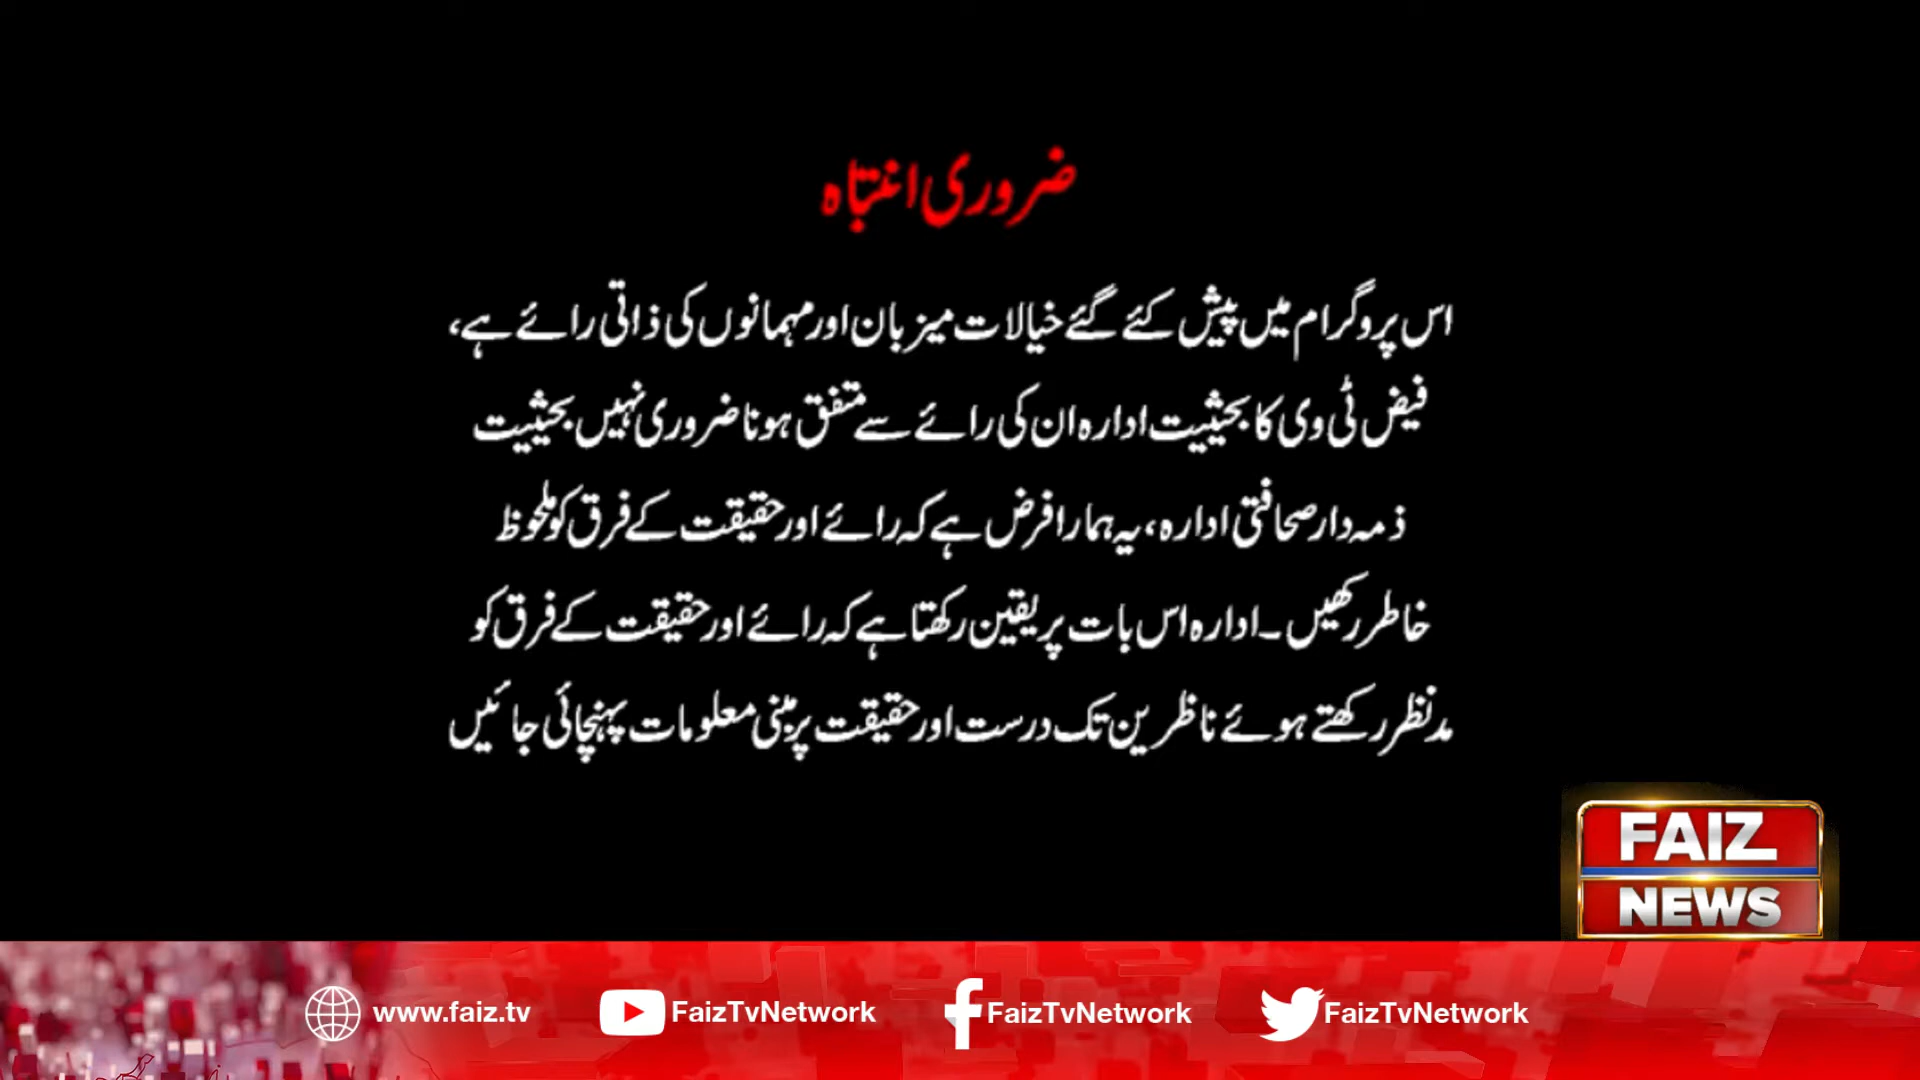 ضروری انتباہ
اس پروگرام میں پیش کئے گئے خیالات میزبان اور مہمانوں کی ذاتی رائے ہے،
فیض ٹی وی کا بحیثیت ادارہ ان کی رائے سے متفق ہونا ضروری نہیں بحیثیت
ذمہ دار صحافتی ادارہ، یہ ہمارا فرض ہے کہ رائے اور حقیقت کے فرق کو ملحوظ
خاطر رکھیں۔ ادارہ اس بات پر یقین رکھتا ہے کہ رائے اور حقیقت کے فرق کو
مدنظر رکھتے ہوئے ناظرین تک درست اور حقیقت پر مبنی معلومات پہنچائی جائیں
FAIZ
NEWS
www.faiz.tv FaizTvNetwork FaizTvNetwork FaizTvNetwork